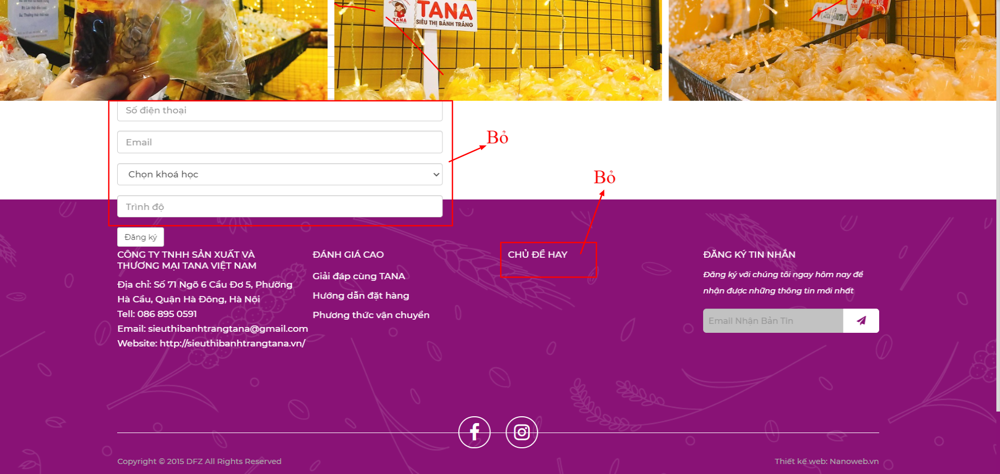 TANA
TANA
SIÊU THỊ BÁNH TRÁNG
Số điện thoại
Email
Bỏ
Chọn khoá học
Bỏ
Trình độ
Đăng ký
CÔNG TY TNHH SẢN XUẤT VÀ
THƯƠNG MẠI TANA VIỆT NAM
Địa chỉ: Số 71 Ngõ 6 Cầu Đơ 5, Phường
Hà Cầu, Quận Hà Đông, Hà Nội
Tell: 086 895 0591
Email: sieuthibanhtrangtana@gmail.com
Website: http://sieuthibanhtrangtana.vn/
ĐÁNH GIÁ CAO
Giải đáp cùng TANA
Hướng dẫn đặt hàng
Phương thức vận chuyển
CHỦ ĐỀ HAY
ĐĂNG KÝ TIN NHẮN
Đăng ký với chúng tôi ngay hôm nay để
nhận được những thông tin mới nhất
Email Nhận Bản Tin
Copyright © 2015 DFZ All Rights Reserved
Thiết kế web: Nanoweb.vn